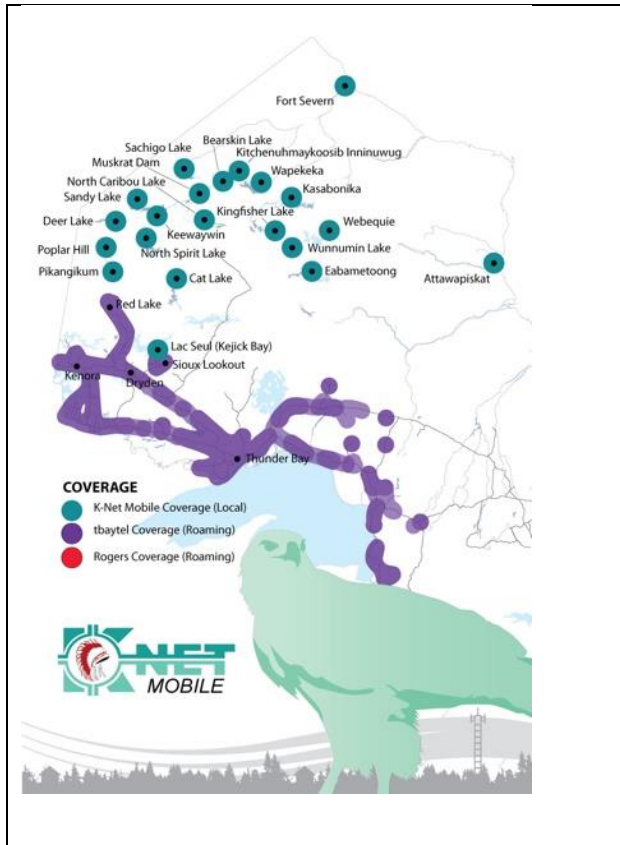 Fort Severn
Bearskin Lake
Sachigo Lake
Kitchenuhmaykoosib Inninuwug
Muskrat Dam
Wapekeka
North Caribou Lake
Kasabonika
Sandy Lake
Kingfisher Lake
Deer Lake
Webequie
Keewaywin
Poplar Hill
Wunnumin Lake
North Spirit Lake
Pikangikum
Cat Lake
Eabametoong
Attawapiskat
Red Lake
Lac Seul (Kejick Bay)
Sioux Lookout
Kenora
Dryden
Thunder Bay
COVERAGE
K-Net Mobile Coverage (Local)
tbaytel Coverage (Roaming)
Rogers Coverage (Roaming)
K-NET
MOBILE